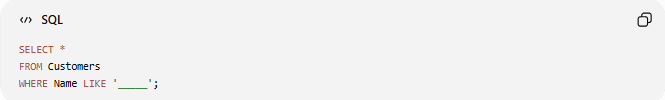 </> SQL
SELECT *
FROM Customers
WHERE Name LIKE '_____';